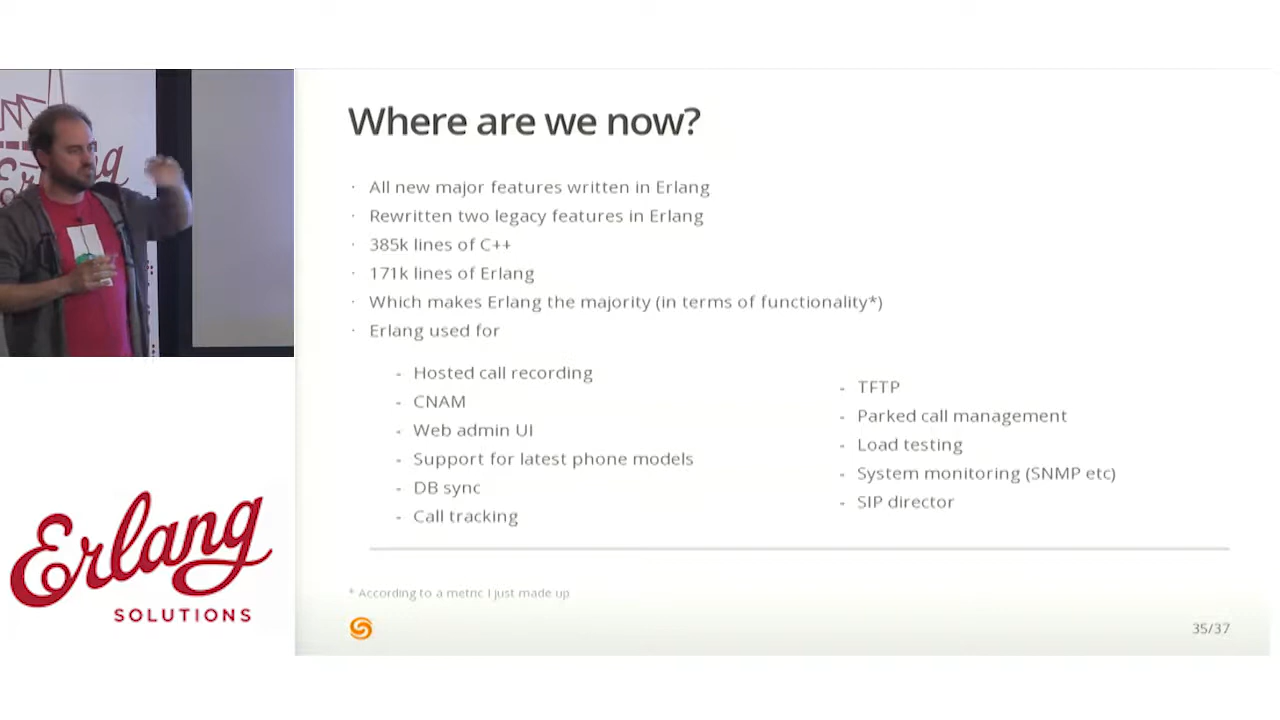 Where are we now?
· All new major features written in Erlang
· Rewritten two legacy features in Erlang
· 385k lines of C++
· 171k lines of Erlang
· Which makes Erlang the majority (in terms of functionality*)
· Erlang used for
- Hosted call recording
- CNAM
- Web admin UI
- Support for latest phone models
- DB sync
- Call tracking
- TFTP
- Parked call management
- Load testing
- System monitoring (SNMP etc)
- SIP director
* According to a metric I just made up
35/37
Erlang
SOLUTIONS